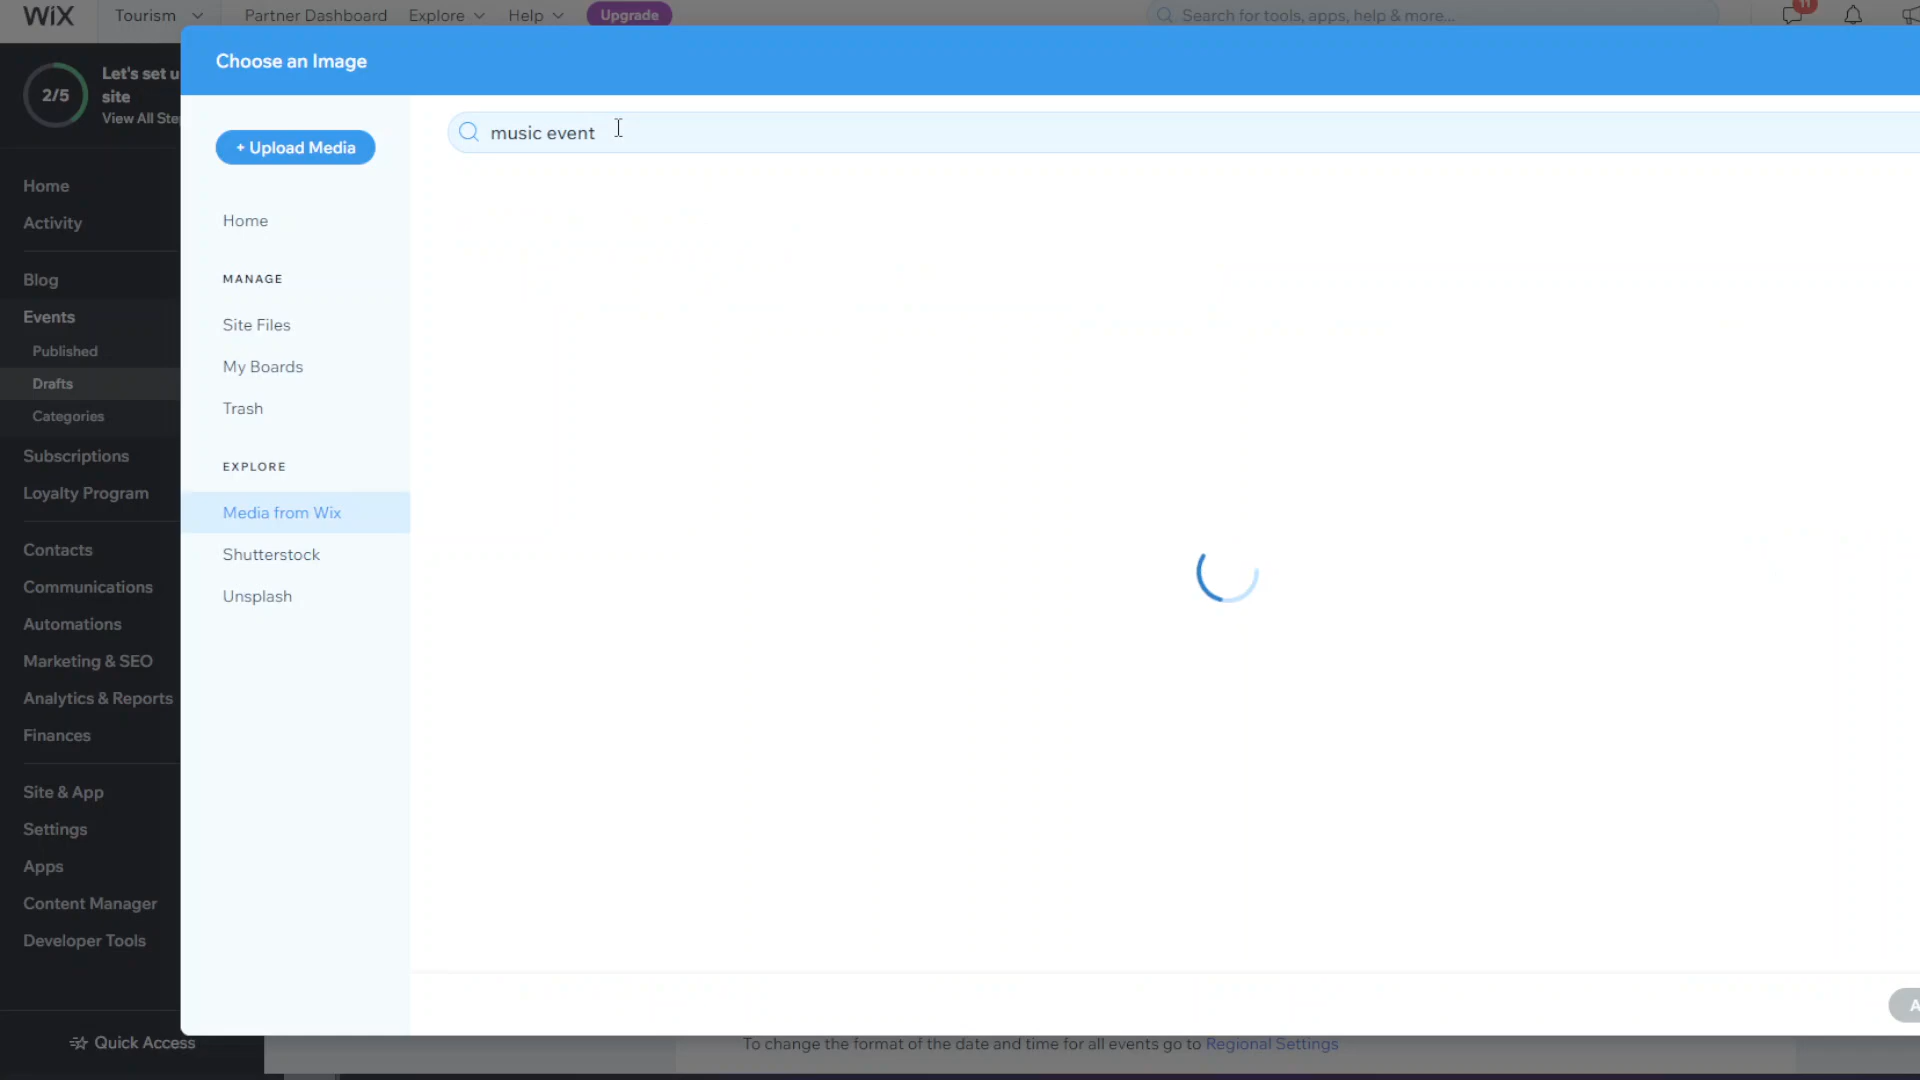 WiX
Tourism
Partner Dashboard
Explore
Help
Upgrade
Search for tools, apps, help & more...
11
2/5
Let's set u
site
View All Ste
Home
Activity
Blog
Events
Published
Drafts
Categories
Subscriptions
Loyalty Program
Contacts
Communications
Automations
Marketing & SEO
Analytics & Reports
Finances
Site & App
Settings
Apps
Content Manager
Developer Tools
Quick Access
Choose an Image
+ Upload Media
Home
MANAGE
Site Files
My Boards
Trash
EXPLORE
Media from Wix
Shutterstock
Unsplash
music event
A
To change the format of the date and time for all events go to Regional Settings